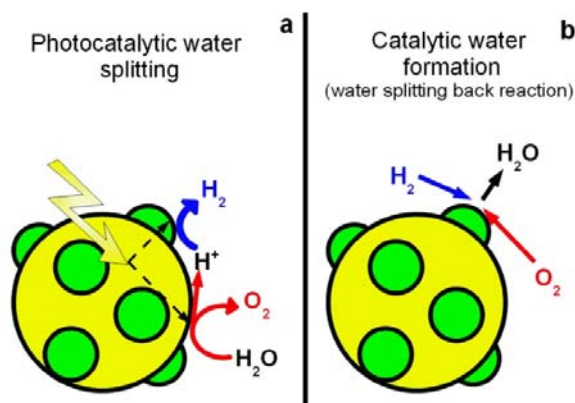 a
Photocatalytic water
splitting
H₂
H⁺
O₂
H₂O
b
Catalytic water
formation
(water splitting back reaction)
H₂O
H₂
O₂